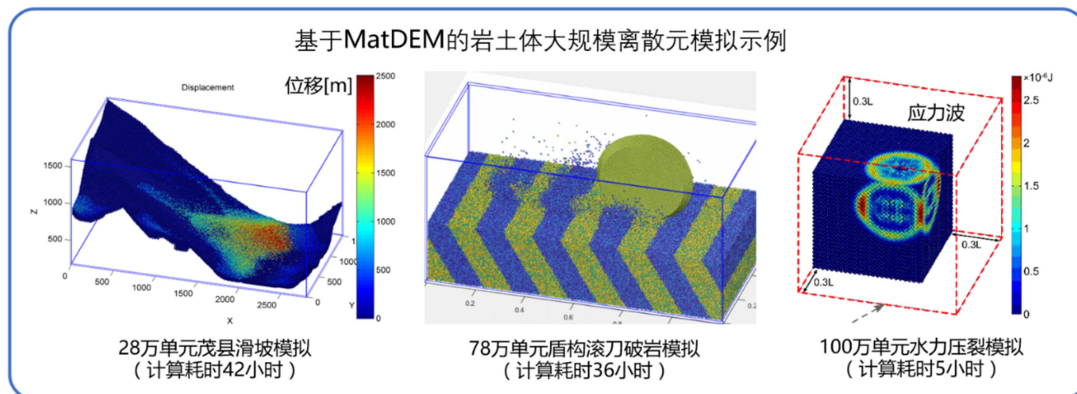 基于MatDEM的岩土体大规模离散元模拟示例
Displacement
位移[m]
2500
2000
1500
1000
500
0
1500
1000
500
Z
0
500
1000
1500
2000
2500
X
0
Y
28万单元茂县滑坡模拟
（计算耗时42小时）
0.2
0.4
0.6
0.8
78万单元盾构滚刀破岩模拟
（计算耗时36小时）
0.3L
应力波
0.3L
0.3L
×10⁻⁶J
2.5
2
1.5
1
0.5
0
100万单元水力压裂模拟
（计算耗时5小时）